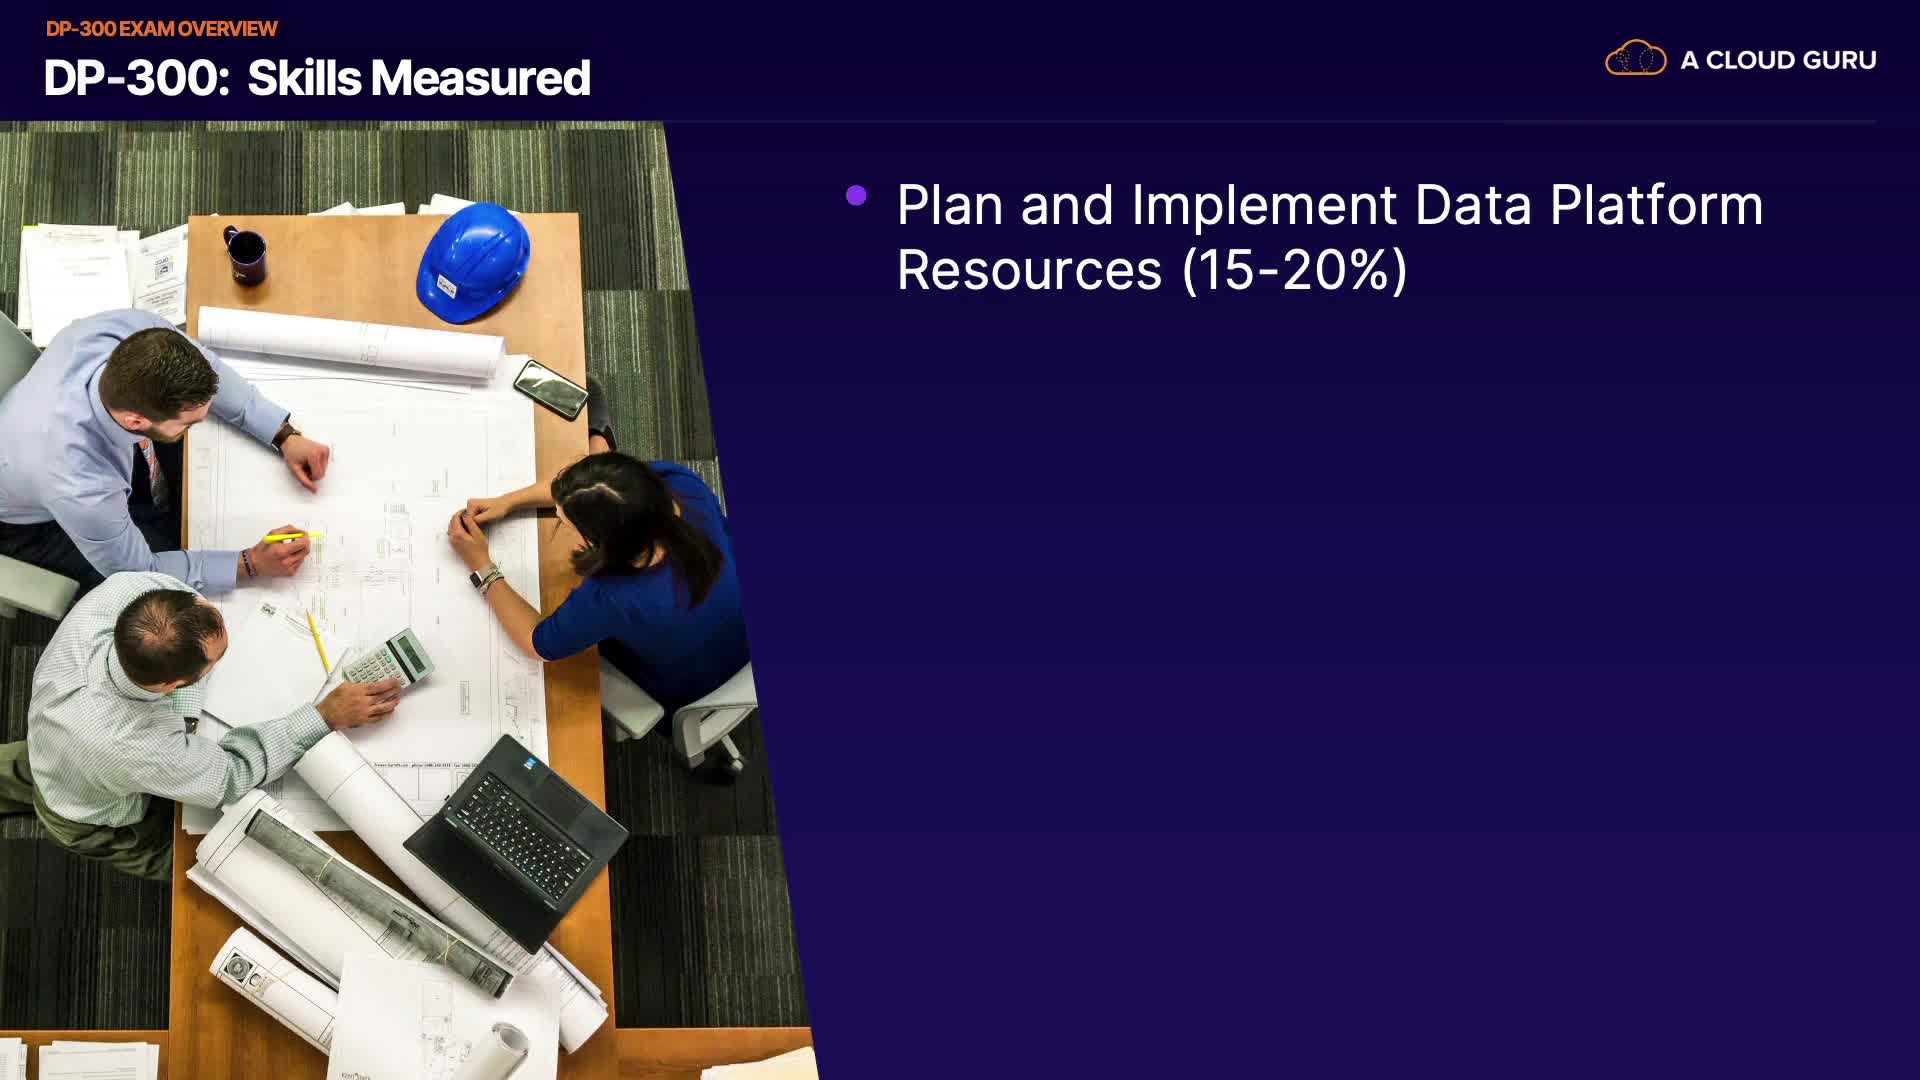 DP-300 EXAM OVERVIEW
DP-300: Skills Measured
A CLOUD GURU
Plan and Implement Data Platform
Resources (15-20%)